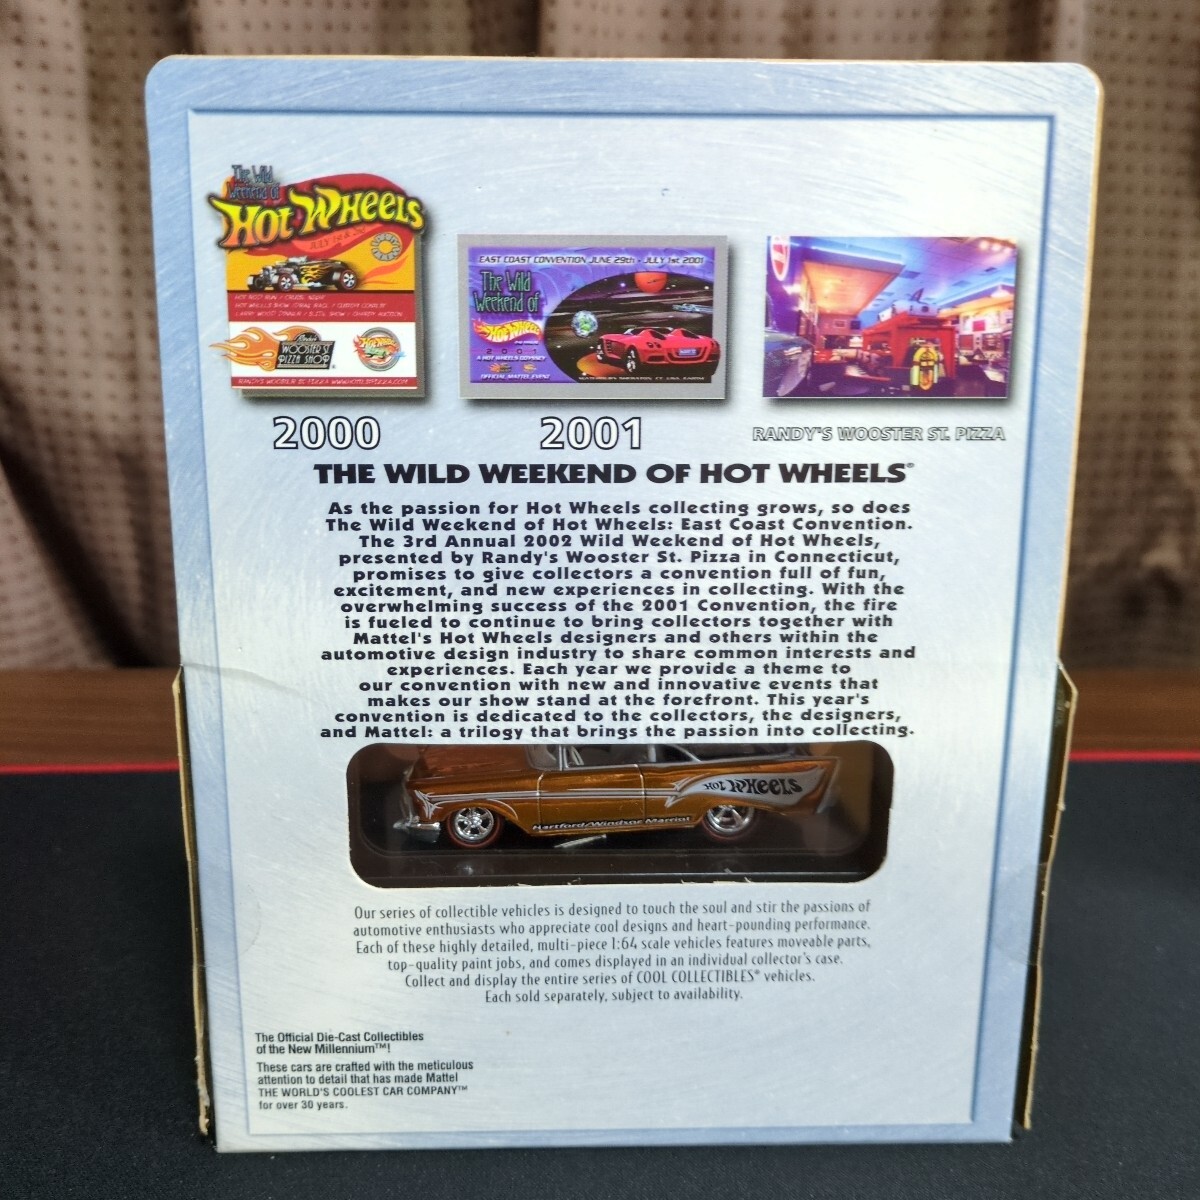 The Wild
Weekend of
HOT WHEELS
WOOSTER ST
PIZZA SHOP
EAST COAST CONVENTION JUNE 29th - JULY 1st 2001
The Wild
Weekend of
HOT WHEELS
A HOT WHEELS ODYSSEY
OFFICIAL MATTEL EVENT
2000
2001
RANDY'S WOOSTER ST. PIZZA
THE WILD WEEKEND OF HOT WHEELS®
As the passion for Hot Wheels collecting grows, so does
The Wild Weekend of Hot Wheels: East Coast Convention.
The 3rd Annual 2002 Wild Weekend of Hot Wheels,
presented by Randy's Wooster St. Pizza in Connecticut,
promises to give collectors a convention full of fun,
excitement, and new experiences in collecting. With the
overwhelming success of the 2001 Convention, the fire
is fueled to continue to bring collectors together with
Mattel's Hot Wheels designers and others within the
automotive design industry to share common interests and
experiences. Each year we provide a theme to
our convention with new and innovative events that
makes our show stand at the forefront. This year's
convention is dedicated to the collectors, the designers,
and Mattel: a trilogy that brings the passion into collecting.
HOT WHEELS
Hartford/Windsor Marriot
Our series of collectible vehicles is designed to touch the soul and stir the passions of
automotive enthusiasts who appreciate cool designs and heart-pounding performance.
Each of these highly detailed, multi-piece 1:64 scale vehicles features moveable parts,
top-quality paint jobs, and comes displayed in an individual collector's case.
Collect and display the entire series of COOL COLLECTIBLES® vehicles.
Each sold separately, subject to availability.
The Official Die-Cast Collectibles
of the New Millennium™!
These cars are crafted with the meticulous
attention to detail that has made Mattel
THE WORLD'S COOLEST CAR COMPANY™
for over 30 years.